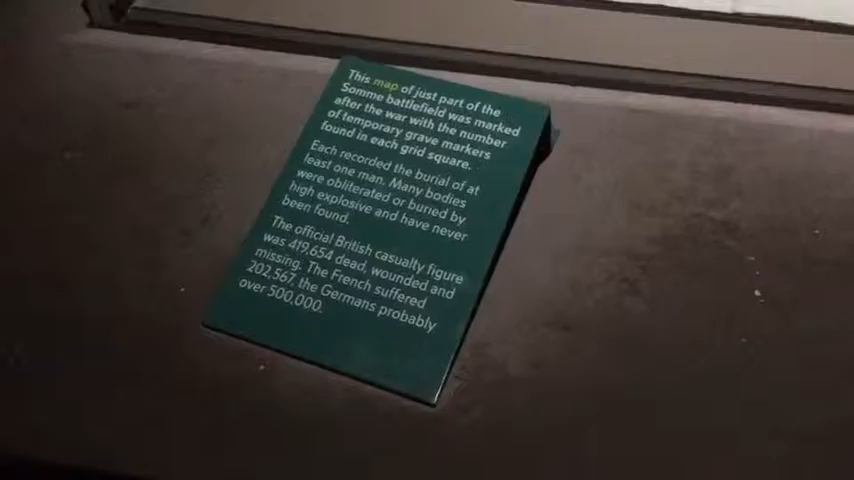 This map of just part of the
Somme battlefield was marked
after the war with the number
of temporary grave markers
found in each grid square.
Each recorded the burial of at
least one man. Many bodies
were obliterated or buried by
high explosive and have never
been found.
The official British casualty figure
was 419,654 dead, wounded and
missing. The French suffered
202,567, the Germans probably
over 500,000.